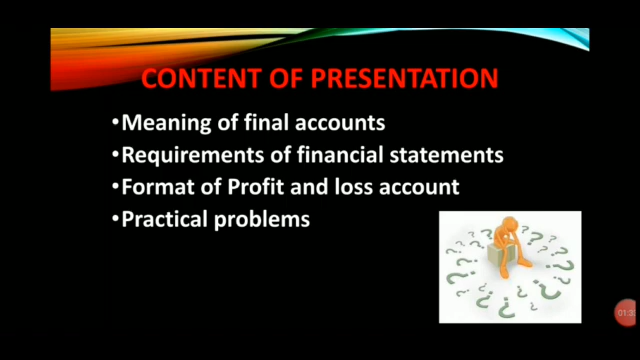 CONTENT OF PRESENTATION
•Meaning of final accounts
•Requirements of financial statements
•Format of Profit and loss account
•Practical problems